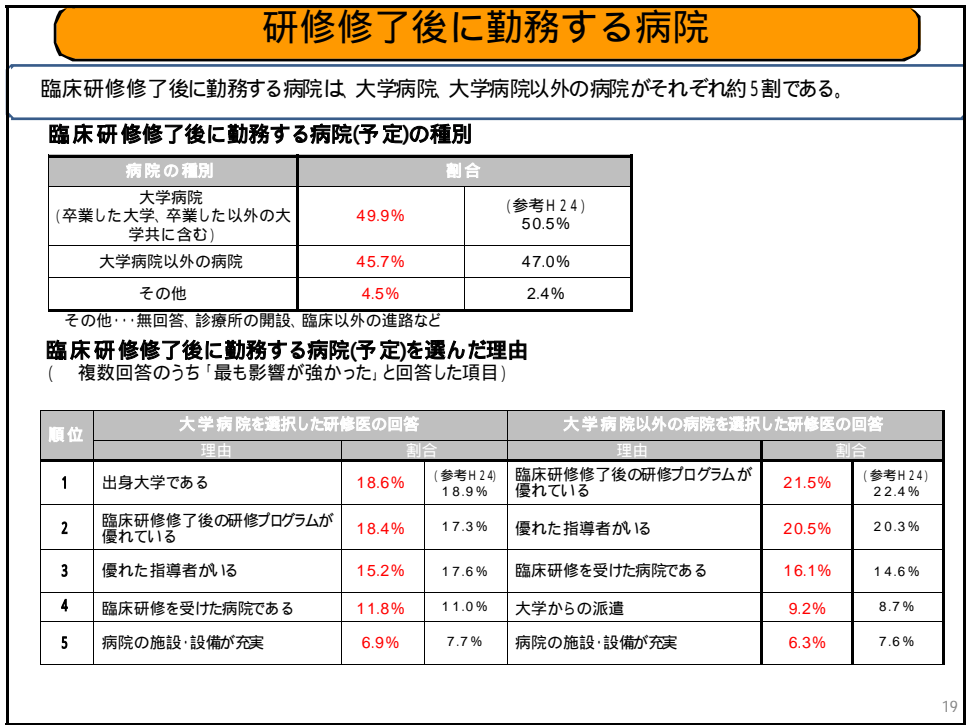 研修修了後に勤務する病院
臨床研修修了後に勤務する病院は、大学病院、大学病院以外の病院がそれぞれ約5割である。
臨床研修修了後に勤務する病院(予定)の種別
病院の種別 割合
大学病院
(卒業した大学、卒業した以外の大
学共に含む)
49.9%
(参考H24)
50.5%
大学病院以外の病院 45.7% 47.0%
その他 4.5% 2.4%
その他･･･無回答、診療所の開設、臨床以外の進路など
臨床研修修了後に勤務する病院(予定)を選んだ理由
( 複数回答のうち「最も影響が強かった」と回答した項目)
順位 大学病院を選択した研修医の回答 大学病院以外の病院を選択した研修医の回答
理由 割合 理由 割合
1 出身大学である 18.6%
(参考H24)
18.9%
臨床研修修了後の研修プログラムが
優れている
21.5%
(参考H24)
22.4%
2
臨床研修修了後の研修プログラムが
優れている
18.4% 17.3% 優れた指導者がいる 20.5% 20.3%
3 優れた指導者がいる 15.2% 17.6% 臨床研修を受けた病院である 16.1% 14.6%
4 臨床研修を受けた病院である 11.8% 11.0% 大学からの派遣 9.2% 8.7%
5 病院の施設･設備が充実 6.9% 7.7% 病院の施設･設備が充実 6.3% 7.6%
19